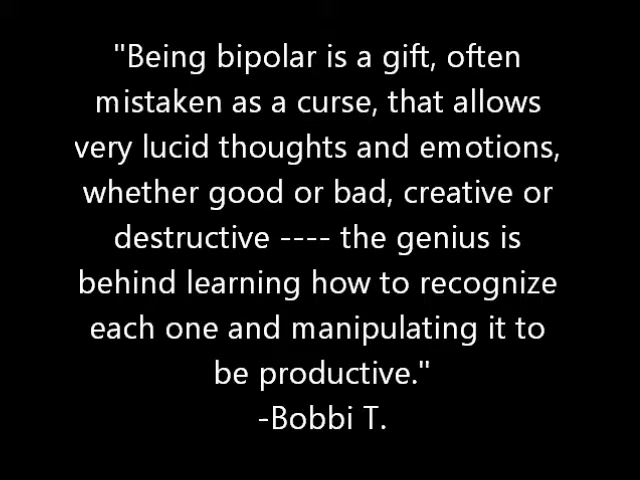 "Being bipolar is a gift, often
mistaken as a curse, that allows
very lucid thoughts and emotions,
whether good or bad, creative or
destructive ---- the genius is
behind learning how to recognize
each one and manipulating it to
be productive."
-Bobbi T.